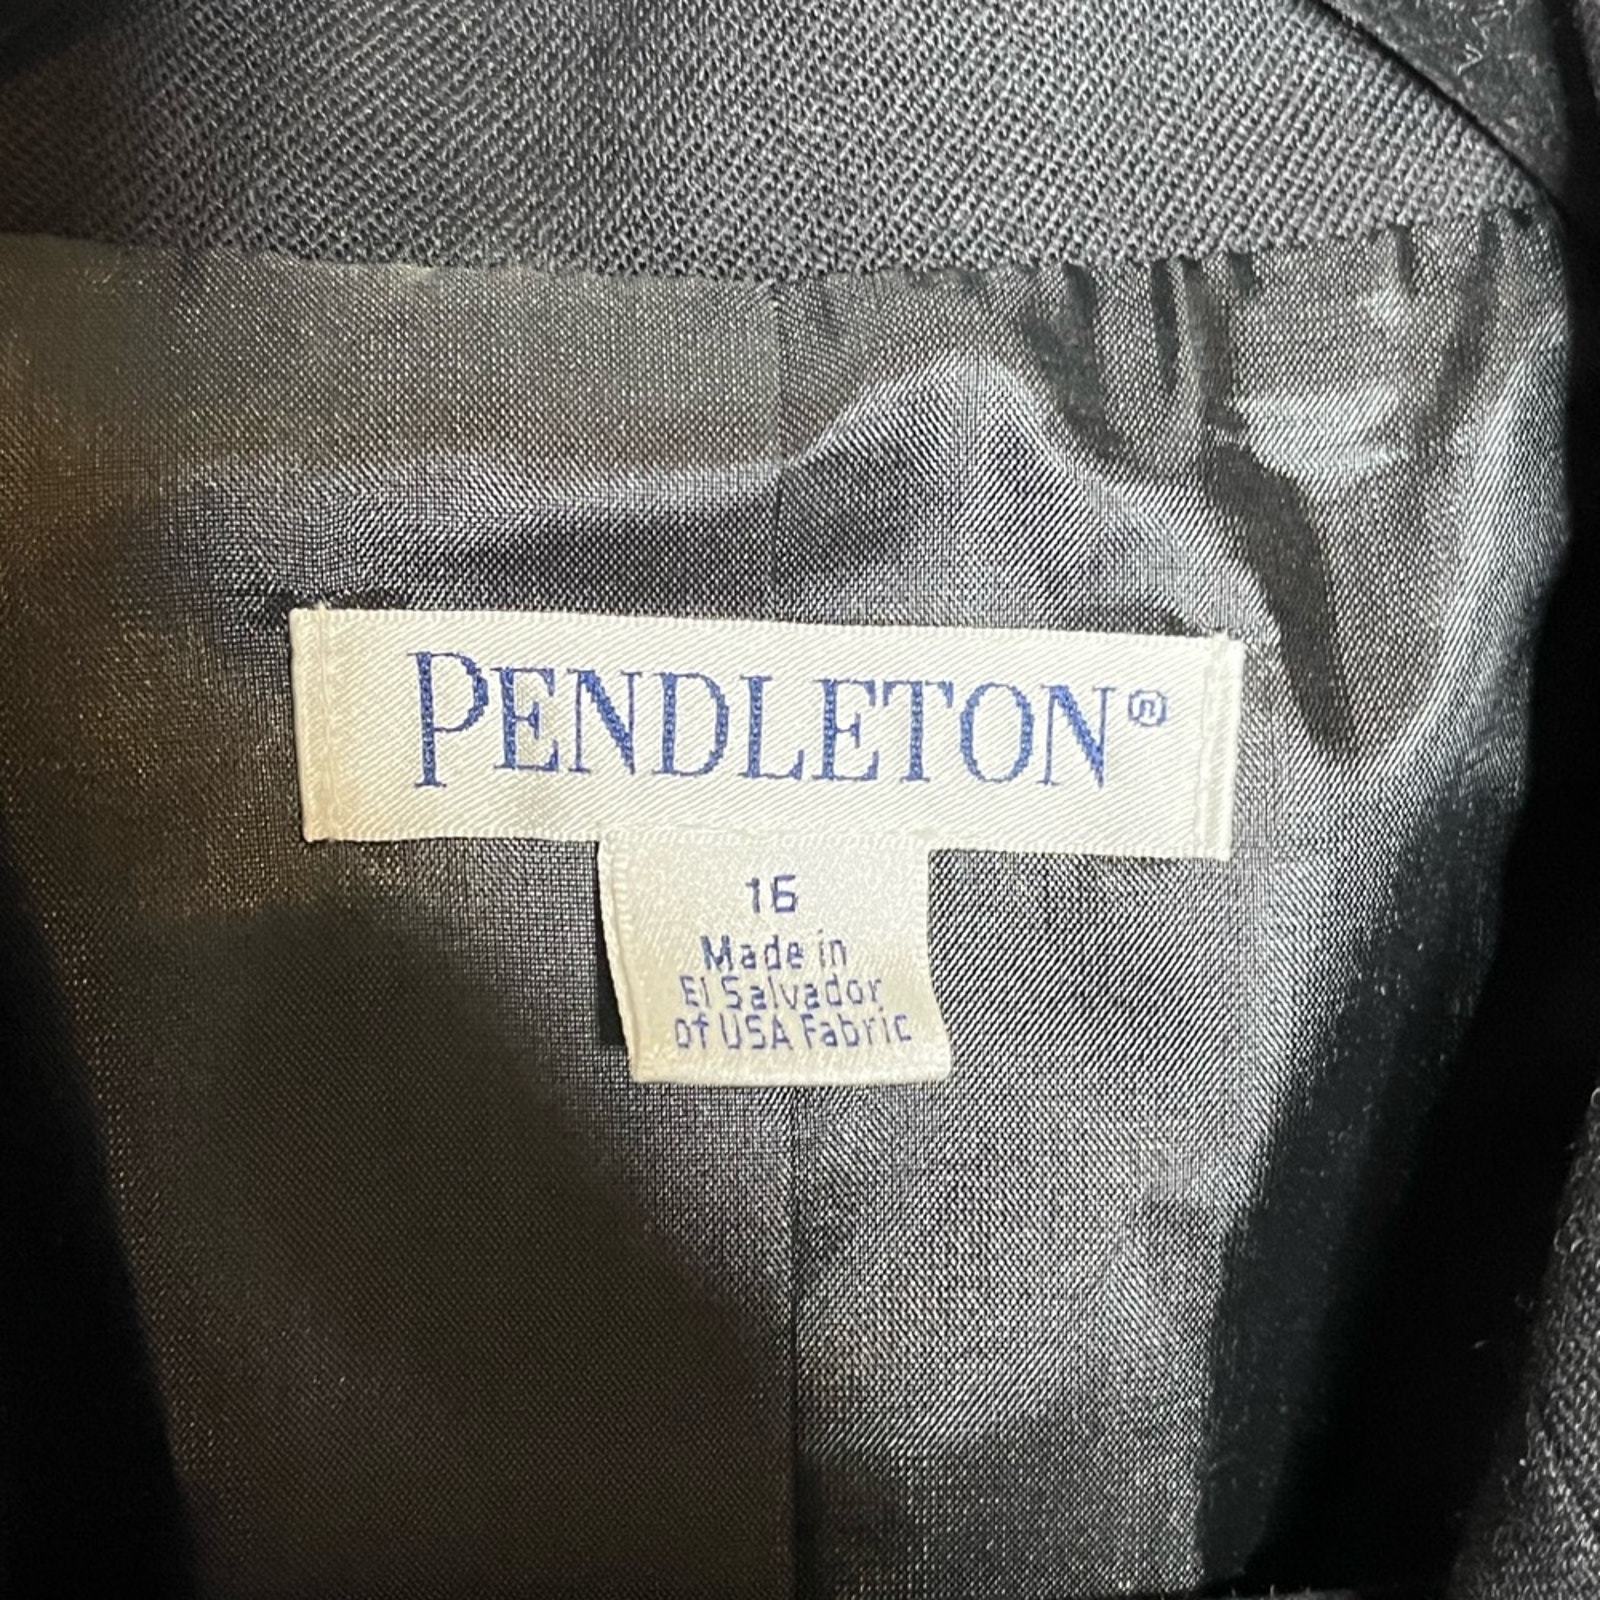 PENDLETON®
16
Made in
El Salvador
of USA Fabric